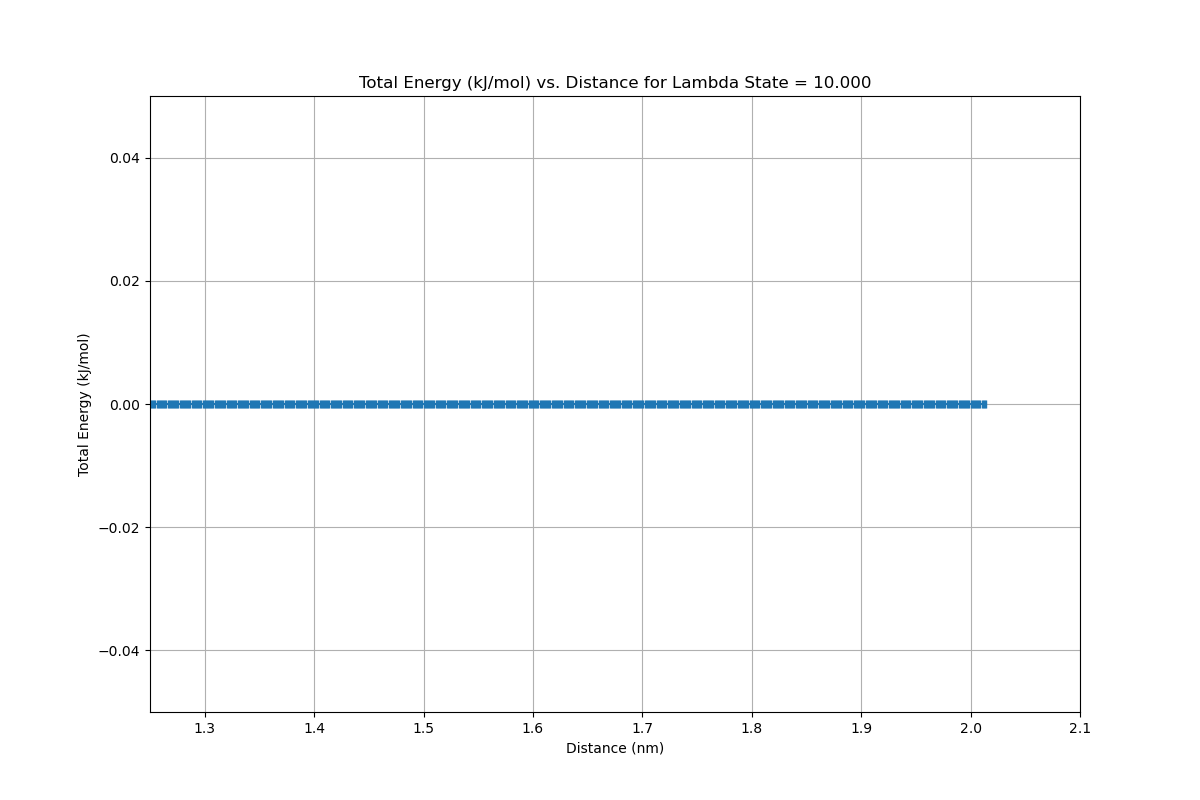 Total Energy (kJ/mol) vs. Distance for Lambda State = 10.000
0.04
0.02
0.00
−0.02
−0.04
Total Energy (kJ/mol)
1.3 1.4 1.5 1.6 1.7 1.8 1.9 2.0 2.1
Distance (nm)